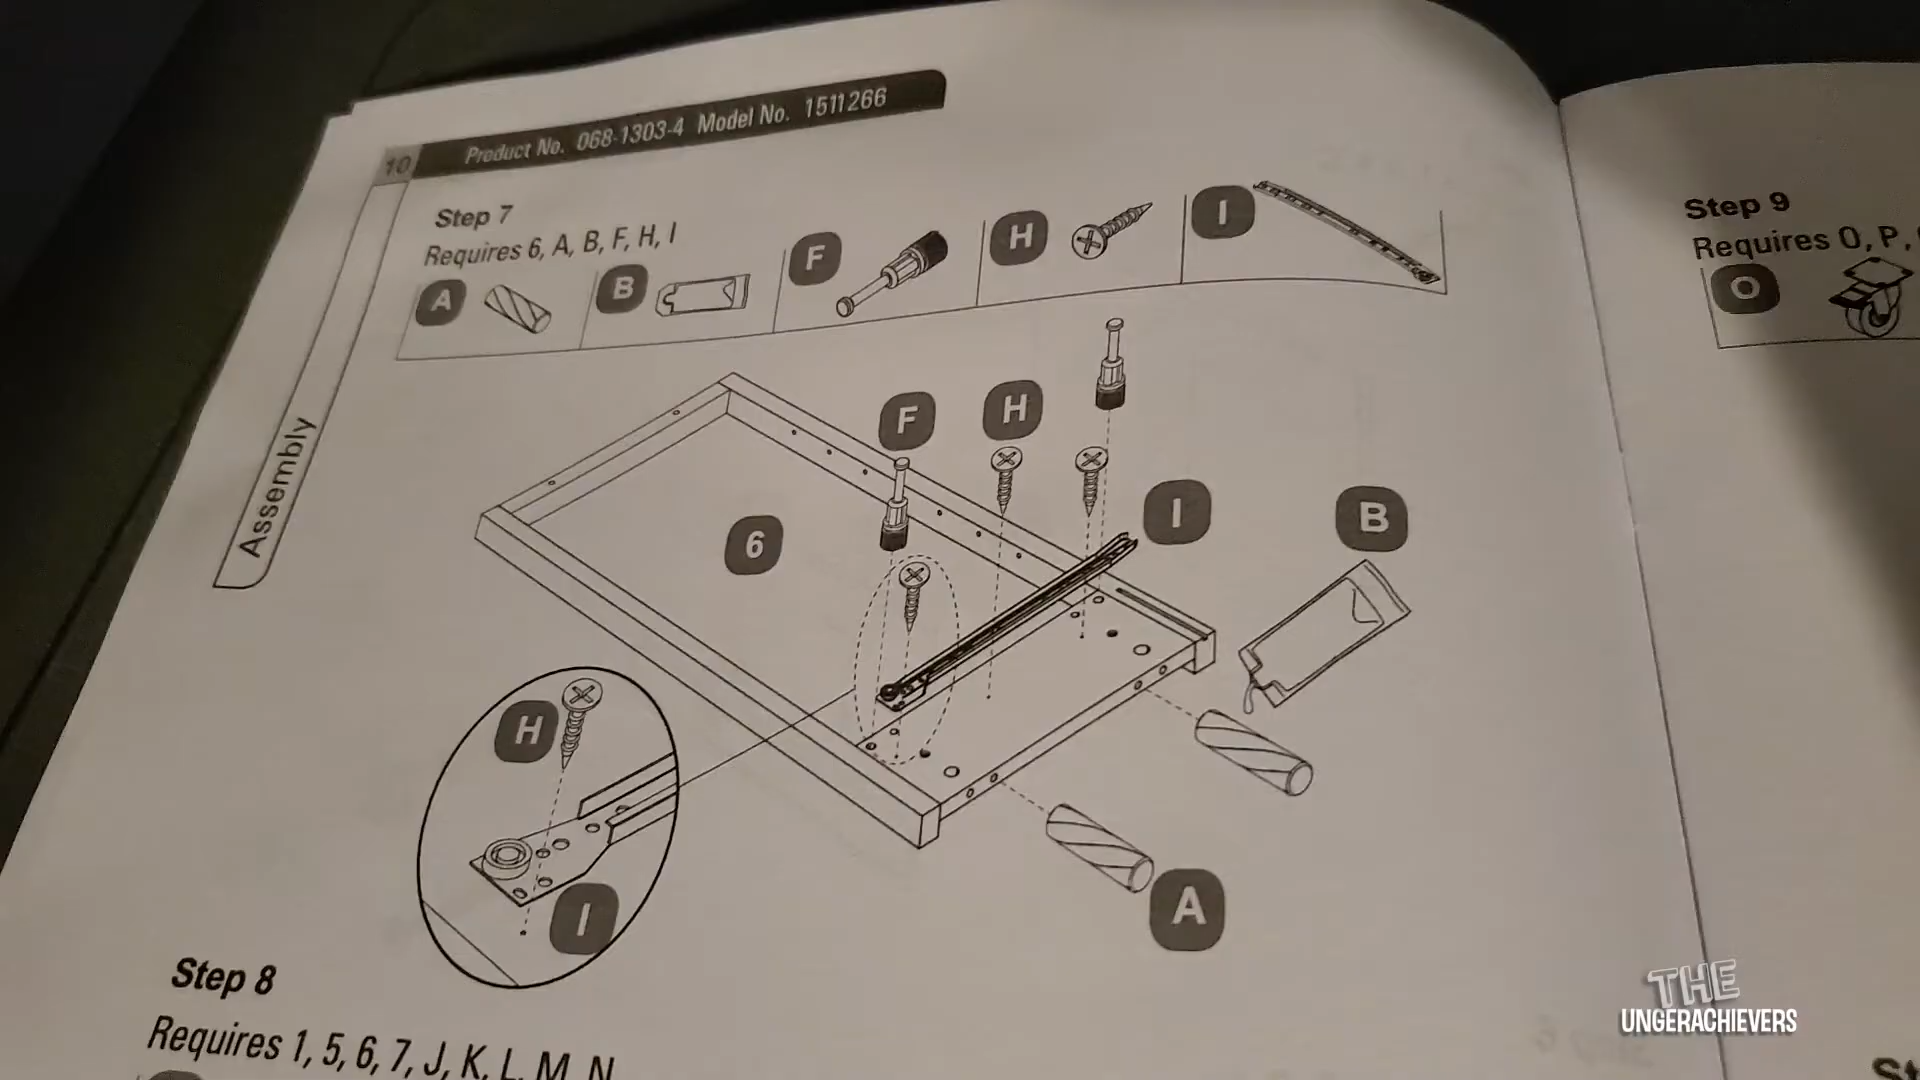 10
Product No. 068-1303-4 Model No. 1511266
Assembly
Step 7
Requires 6, A, B, F, H, I
A
B
F
H
I
F
H
I
B
6
H
I
A
Step 8
Requires 1, 5, 6, 7, J, K, L, M, N
Step 9
Requires O, P,
O
THE
UNGERACHIEVERS